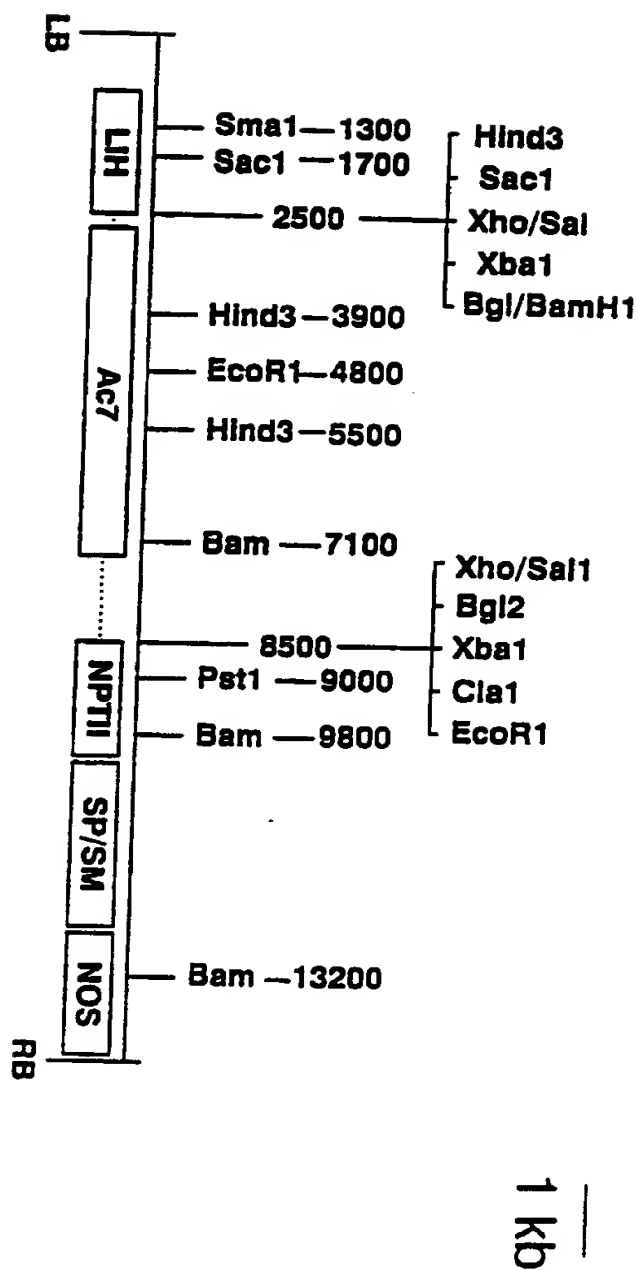 LB
LIH
Sma1—1300
Sac1—1700
2500
Hind3
Sac1
Xho/Sal
Xba1
Bgl/BamH1
Ac7
Hind3—3900
EcoR1—4800
Hind3—5500
Bam—7100
8500
Xho/Sal1
Bgl2
Xba1
Cla1
EcoR1
NPTII
Pst1—9000
Bam—9800
SP/SM
NOS
Bam—13200
RB
1 kb